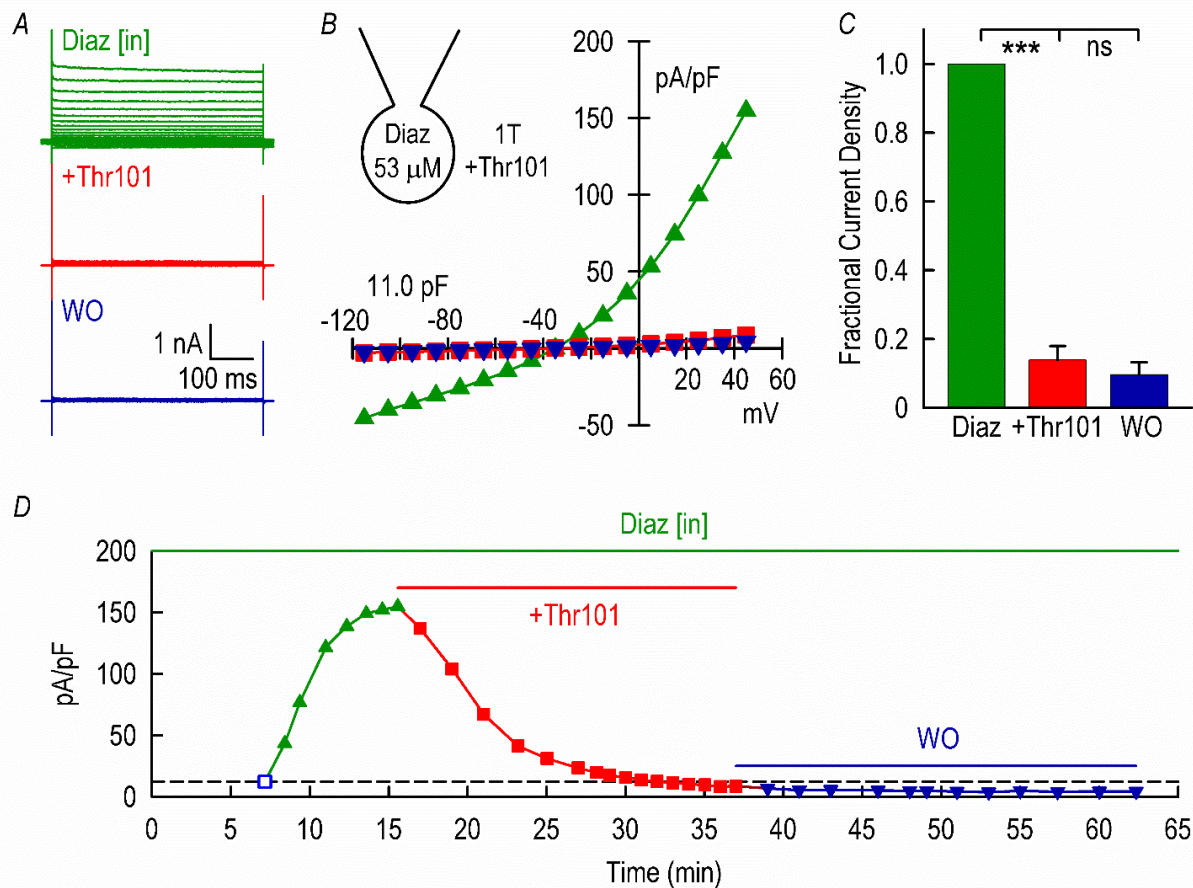 A
Diaz [in]
+Thr101
WO
1 nA
100 ms
B
Diaz
53 µM
1T
+Thr101
200
pA/pF
150
100
50
-50
11.0 pF
-120
-80
-40
20
40
60
mV
C
***
ns
Fractional Current Density
1.0
0.8
0.6
0.4
0.2
0
Diaz
+Thr101
WO
D
Diaz [in]
+Thr101
WO
pA/pF
200
150
100
50
0
0 5 10 15 20 25 30 35 40 45 50 55 60 65
Time (min)